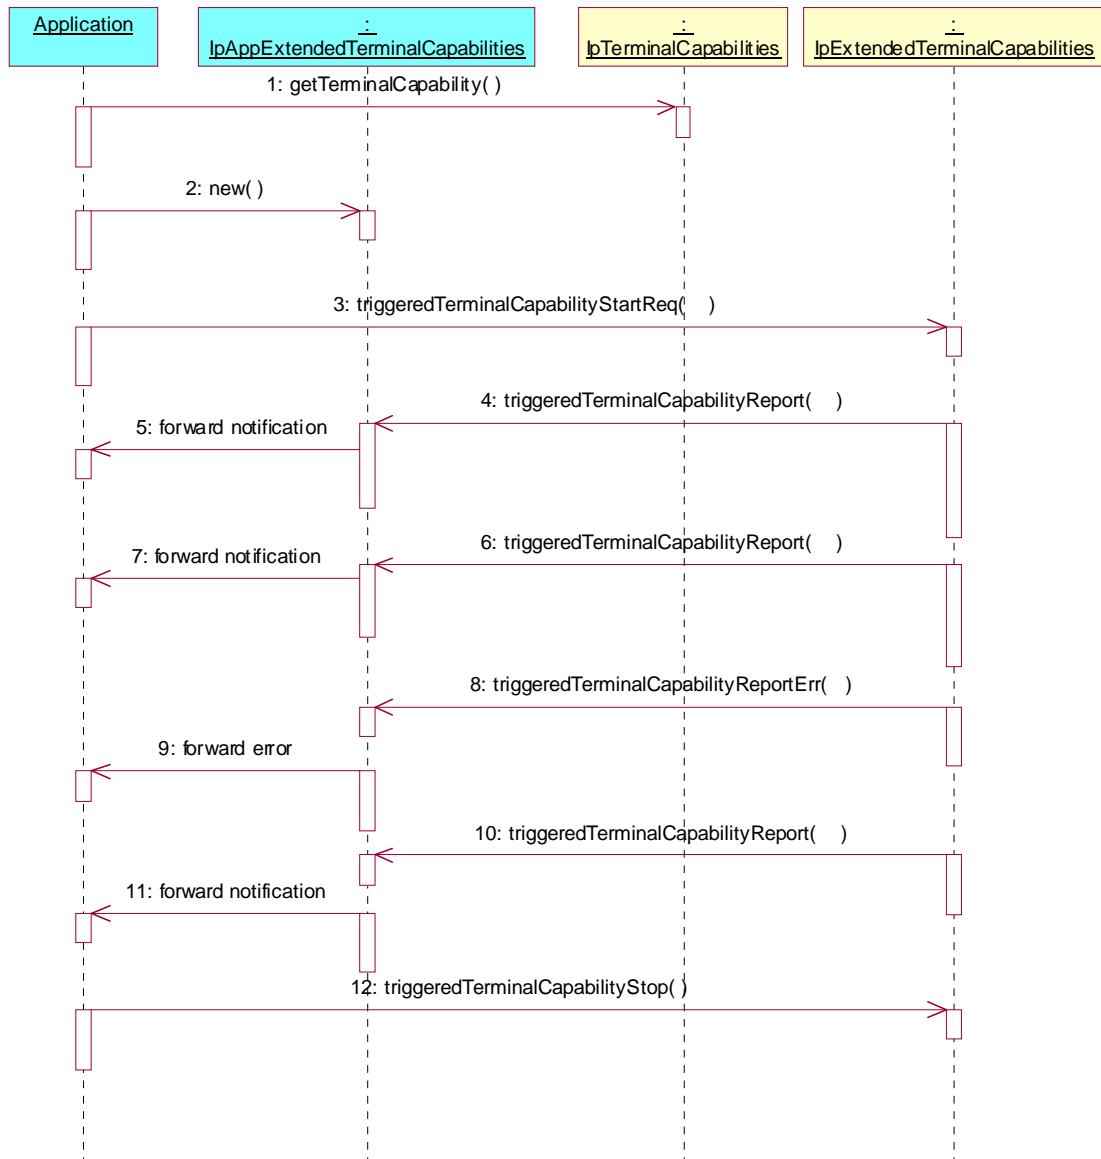 Application
:
IpAppExtendedTerminalCapabilities
:
IpTerminalCapabilities
:
IpExtendedTerminalCapabilities
1: getTerminalCapability( )
2: new( )
3: triggeredTerminalCapabilityStartReq( )
4: triggeredTerminalCapabilityReport( )
5: forward notification
6: triggeredTerminalCapabilityReport( )
7: forward notification
8: triggeredTerminalCapabilityReportErr( )
9: forward error
10: triggeredTerminalCapabilityReport( )
11: forward notification
12: triggeredTerminalCapabilityStop( )